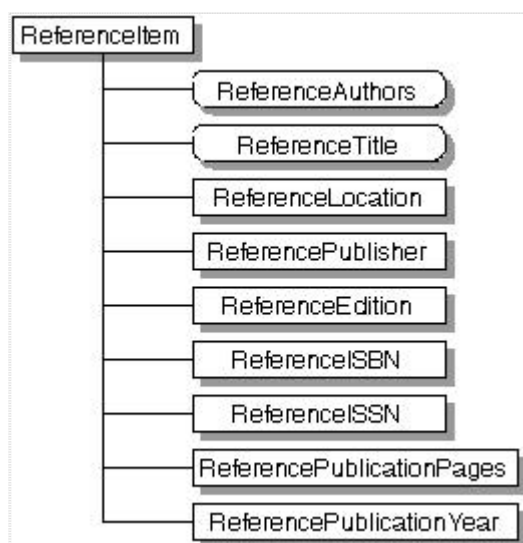 ReferenceItem
ReferenceAuthors
ReferenceTitle
ReferenceLocation
ReferencePublisher
ReferenceEdition
ReferenceISBN
ReferenceISSN
ReferencePublicationPages
ReferencePublicationYear